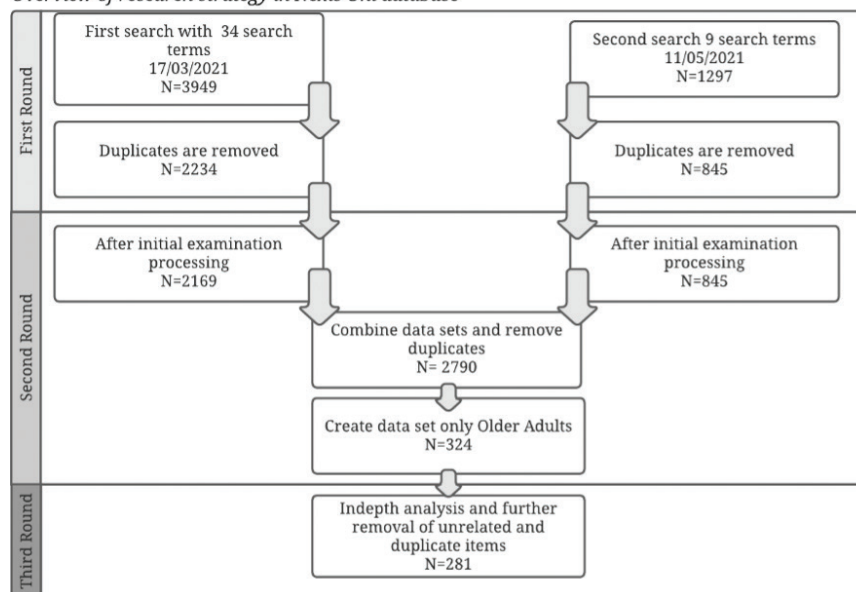 First Round
First search with 34 search
terms
17/03/2021
N=3949
Second search 9 search terms
11/05/2021
N=1297
Duplicates are removed
N=2234
Duplicates are removed
N=845
Second Round
After initial examination
processing
N=2169
After initial examination
processing
N=845
Combine data sets and remove
duplicates
N= 2790
Create data set only Older Adults
N=324
Third Round
Indepth analysis and further
removal of unrelated and
duplicate items
N=281